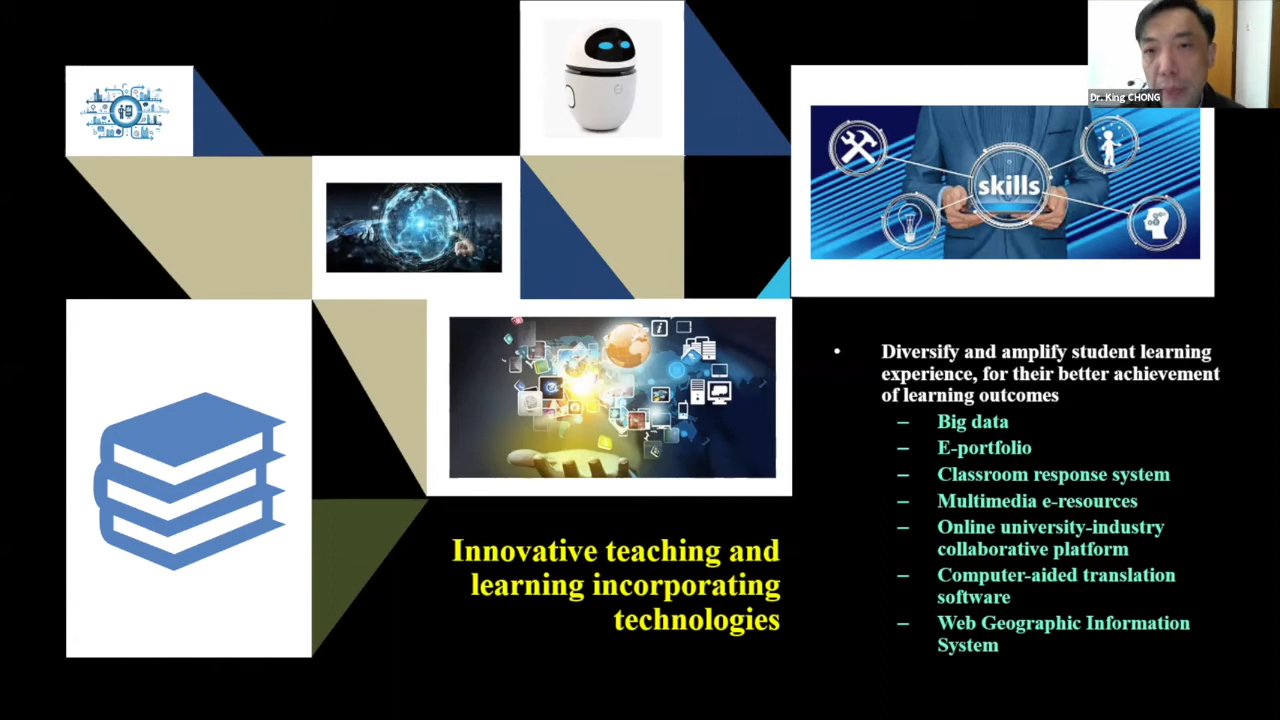 Dr. King CHONG
skills
Innovative teaching and
learning incorporating
technologies
• Diversify and amplify student learning
experience, for their better achievement
of learning outcomes
– Big data
– E-portfolio
– Classroom response system
– Multimedia e-resources
– Online university-industry
collaborative platform
– Computer-aided translation
software
– Web Geographic Information
System